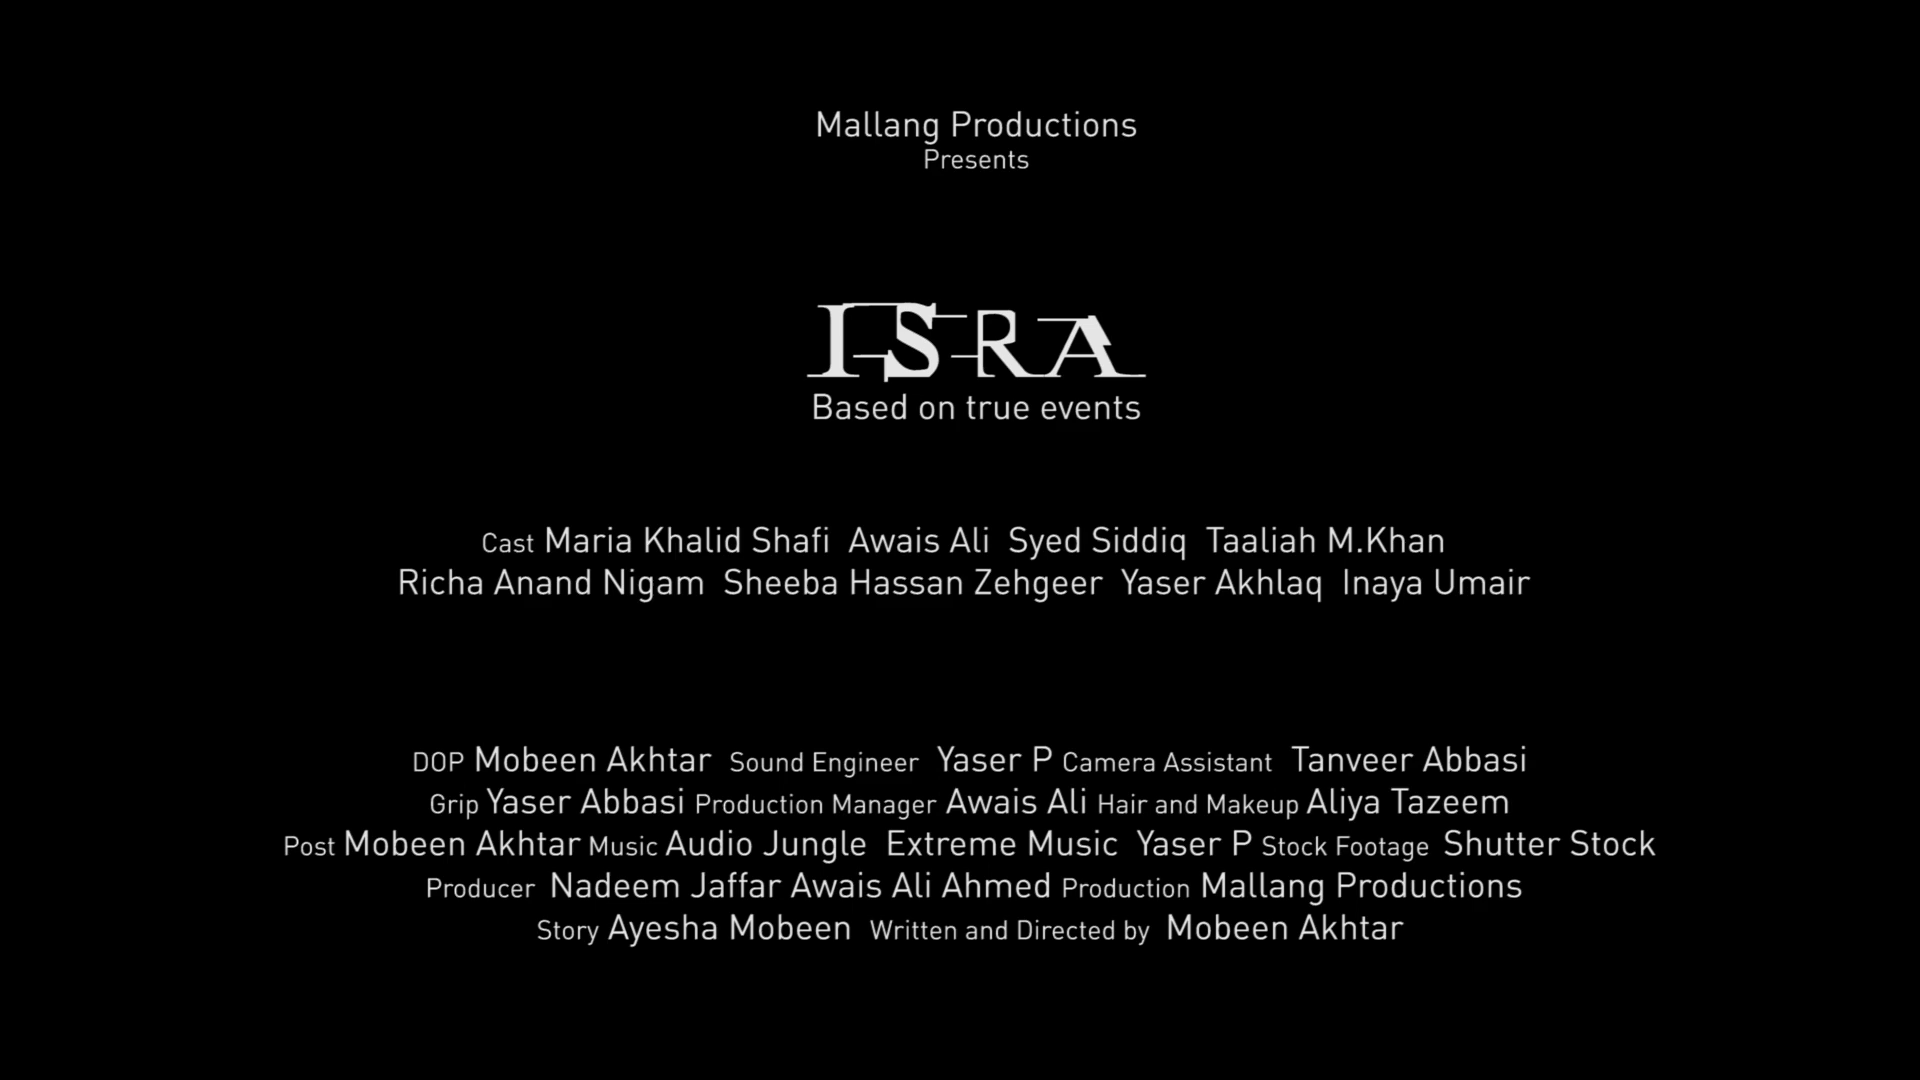 Mallang Productions
Presents
ISRA
Based on true events
Cast Maria Khalid Shafi Awais Ali Syed Siddiq Taaliah M.Khan
Richa Anand Nigam Sheeba Hassan Zehgeer Yaser Akhlaq Inaya Umair
DOP Mobeen Akhtar Sound Engineer Yaser P Camera Assistant Tanveer Abbasi
Grip Yaser Abbasi Production Manager Awais Ali Hair and Makeup Aliya Tazeem
Post Mobeen Akhtar Music Audio Jungle Extreme Music Yaser P Stock Footage Shutter Stock
Producer Nadeem Jaffar Awais Ali Ahmed Production Mallang Productions
Story Ayesha Mobeen Written and Directed by Mobeen Akhtar